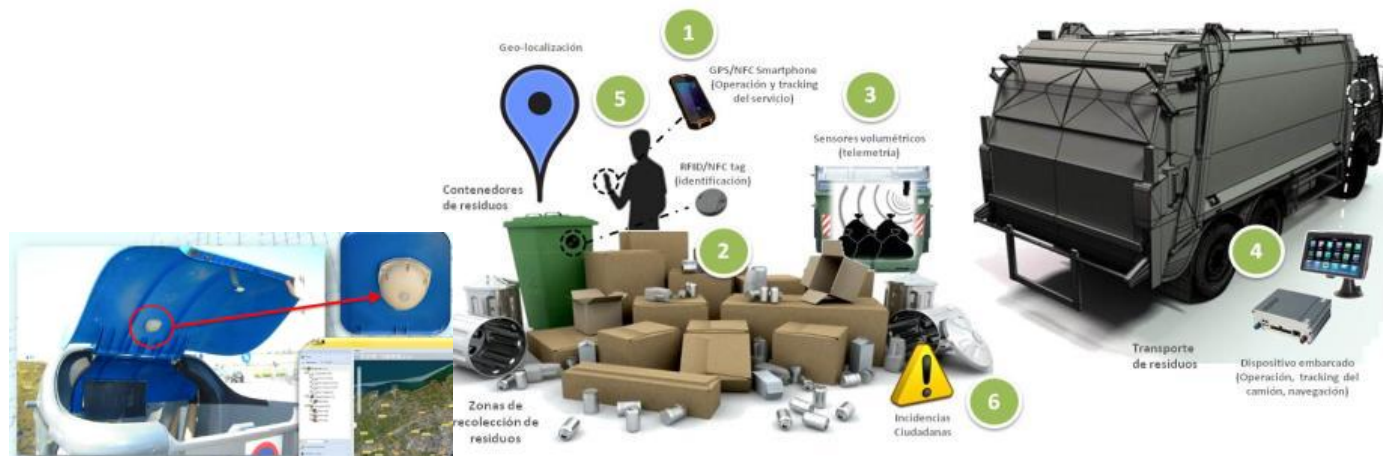 Geo-localización
1
GPS/NFC Smartphone
(Operación y tracking
del servicio)
5
3
Sensores volumétricos
(telemetría)
RFID/NFC tag
(identificación)
Contenedores
de residuos
2
4
Transporte
de residuos
Dispositivo embarcado
(Operación, tracking del
camión, navegación)
Zonas de
recolección de
residuos
6
Incidencias
Ciudadanas